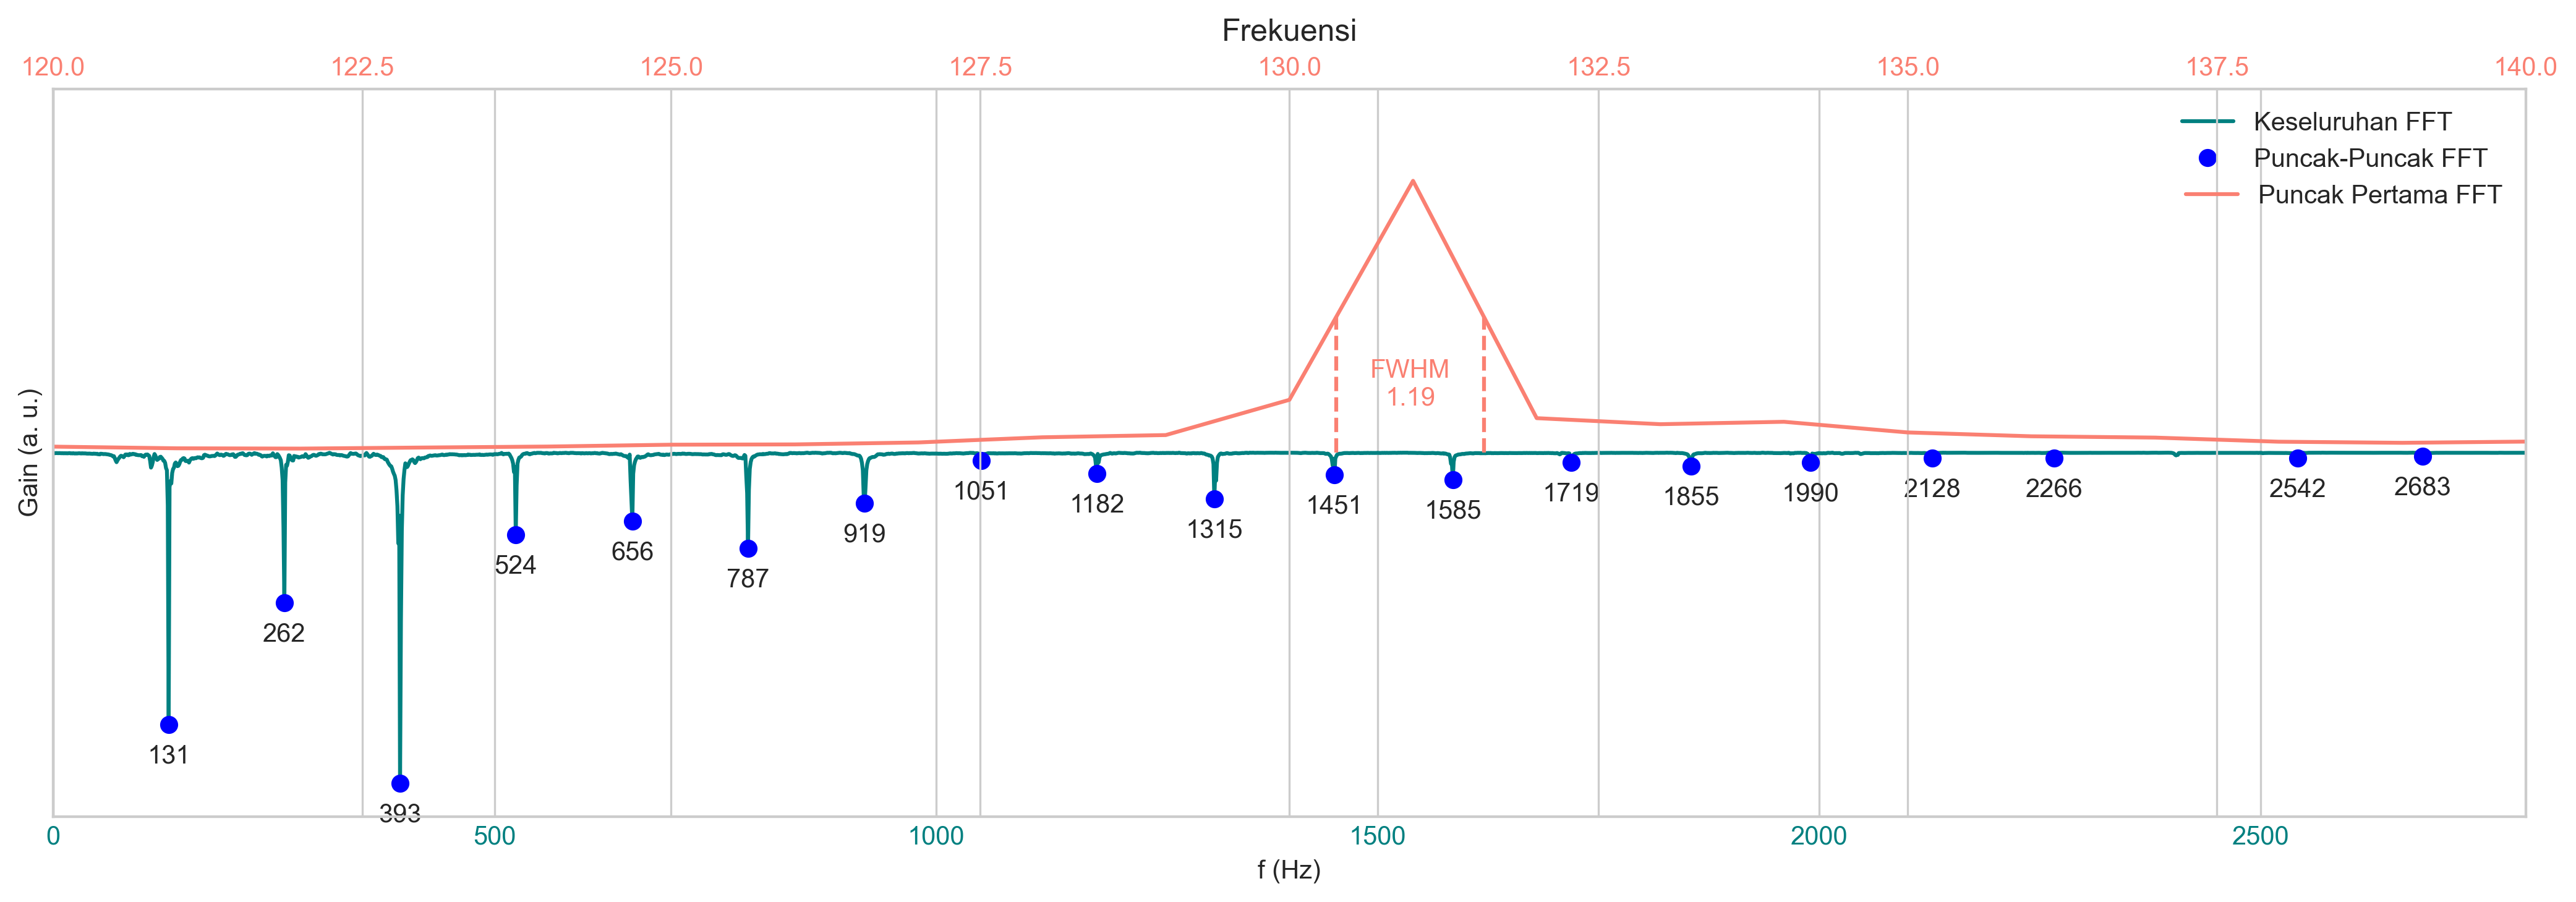 Frekuensi
120.0 122.5 125.0 127.5 130.0 132.5 135.0 137.5 140.0
Keseluruhan FFT
Puncak-Puncak FFT
Puncak Pertama FFT
FWHM
1.19
Gain (a. u.)
131
262
393
524
656
787
919
1051
1182
1315
1451
1585
1719
1855
1990
2128
2266
2542
2683
0 500 1000 1500 2000 2500
f (Hz)